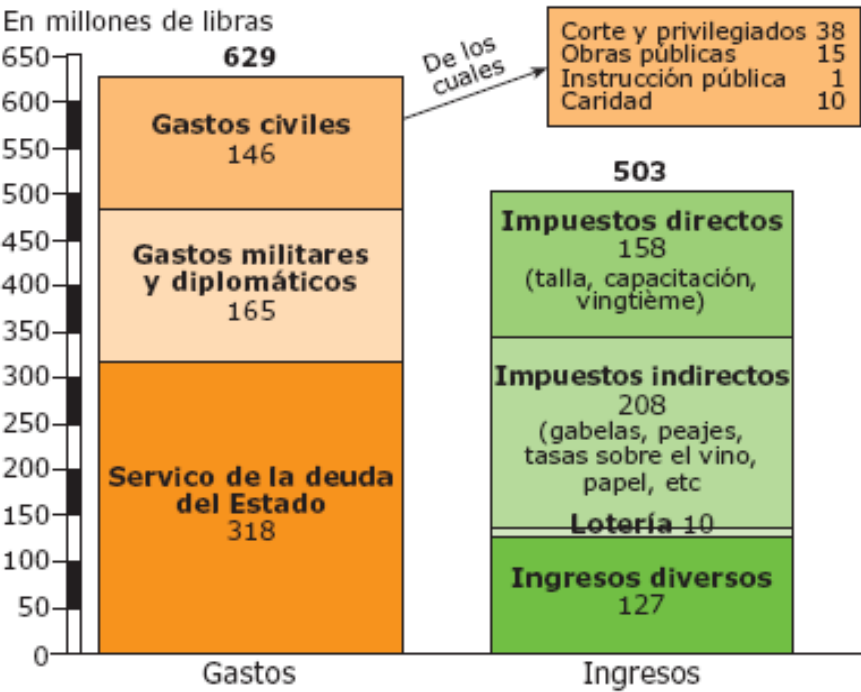 En millones de libras
650
600
550
500
450
400
350
300
250
200
150
100
50
0
629
Gastos civiles
146
Gastos militares
y diplomáticos
165
Servico de la deuda
del Estado
318
Gastos
De los
cuales
Corte y privilegiados 38
Obras públicas 15
Instrucción pública 1
Caridad 10
503
Impuestos directos
158
(talla, capacitación,
vingtième)
Impuestos indirectos
208
(gabelas, peajes,
tasas sobre el vino,
papel, etc
Lotería 10
Ingresos diversos
127
Ingresos